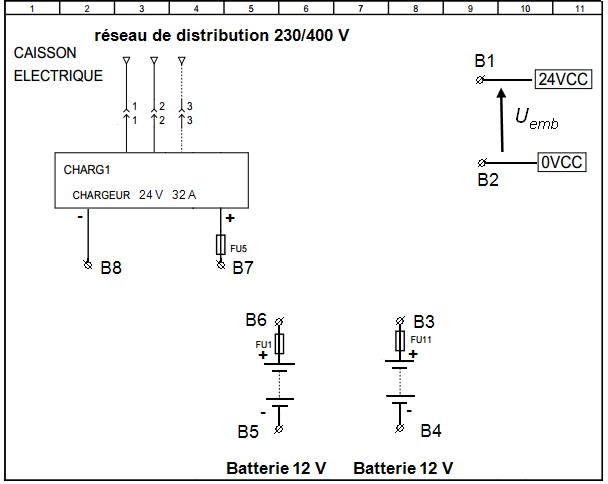 1 2 3 4 5 6 7 8 9 10 11
réseau de distribution 230/400 V
CAISSON
ELECTRIQUE
1 2 3
1 2 3
CHARG1
CHARGEUR 24 V 32 A
- +
FU5
B8 B7
B1
24VCC
U emb
0VCC
B2
B6 B3
FU1 FU11
+ +
- -
B5 B4
Batterie 12 V Batterie 12 V